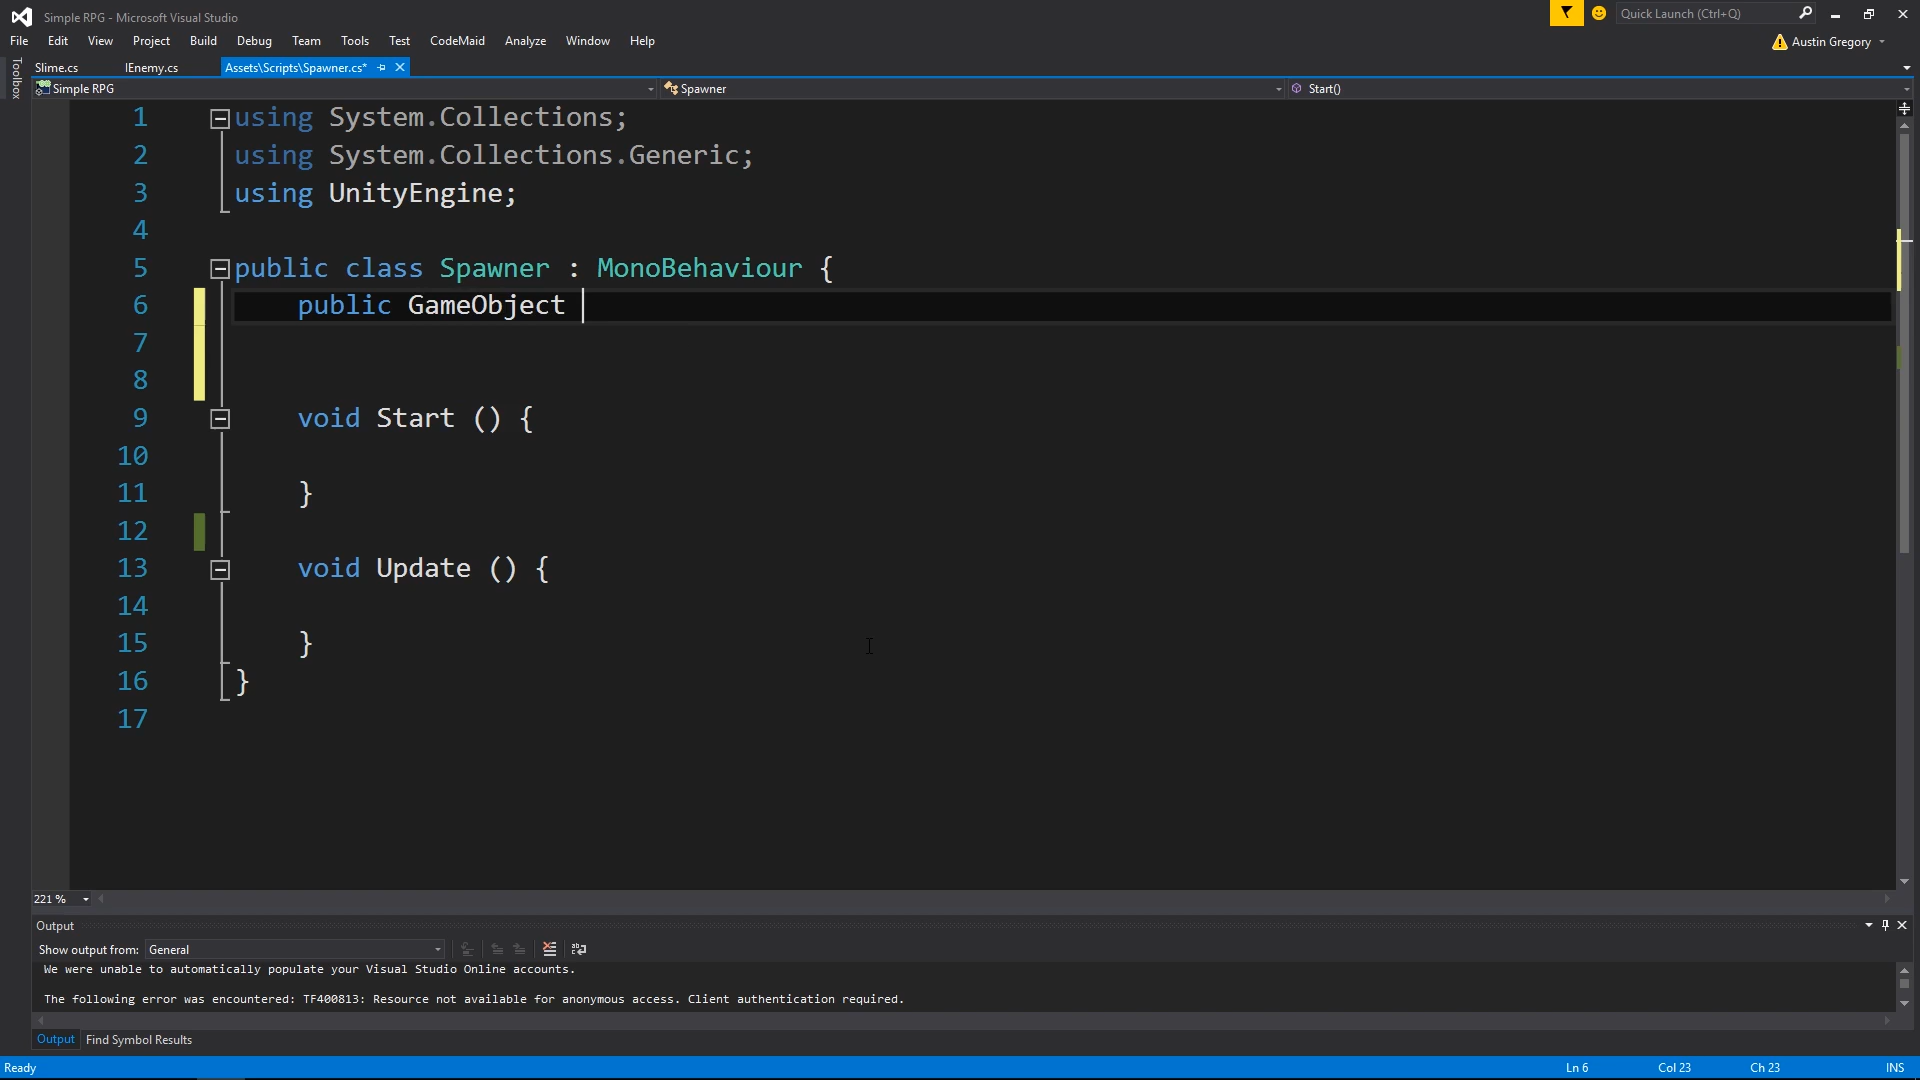 Simple RPG - Microsoft Visual Studio
Quick Launch (Ctrl+Q)
File Edit View Project Build Debug Team Tools Test CodeMaid Analyze Window Help
Austin Gregory
Toolbox
Slime.cs IEnemy.cs Assets\Scripts\Spawner.cs*
Simple RPG Spawner Start()
1 using System.Collections;
2 using System.Collections.Generic;
3 using UnityEngine;
4
5 public class Spawner : MonoBehaviour {
6 public GameObject
7
8
9 void Start () {
10
11 }
12
13 void Update () {
14
15 }
16 }
17
221 %
Output
Show output from: General
We were unable to automatically populate your Visual Studio Online accounts.
The following error was encountered: TF400813: Resource not available for anonymous access. Client authentication required.
Output Find Symbol Results
Ready Ln 6 Col 23 Ch 23 INS